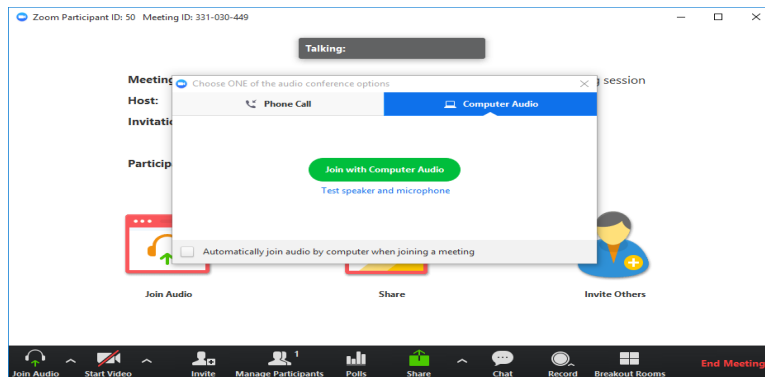 Zoom Participant ID: 50 Meeting ID: 331-030-449
Talking:
Meeting
session
Choose ONE of the audio conference options
Host:
Phone Call
Computer Audio
Invitatio
Particip
Join with Computer Audio
Test speaker and microphone
Automatically join audio by computer when joining a meeting
Join Audio
Share
Invite Others
Join Audio
Start Video
Invite
1
Manage Participants
Polls
Share
Chat
Record
Breakout Rooms
End Meeting